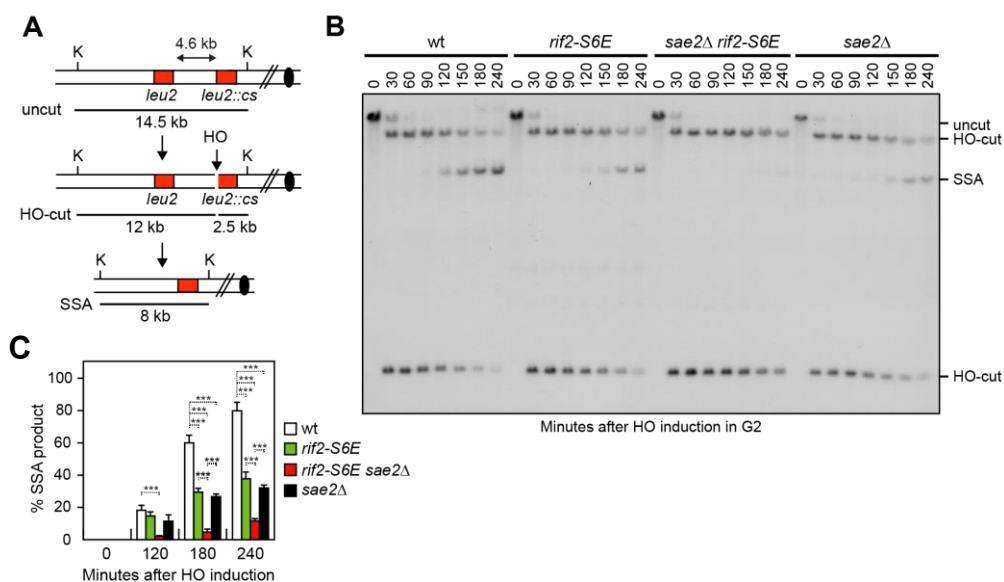 A
K
4.6 kb
K
leu2
leu2::cs
uncut
14.5 kb
HO
K
K
leu2
leu2::cs
HO-cut
12 kb
2.5 kb
K
K
SSA
8 kb
B
wt
rif2-S6E
sae2Δ rif2-S6E
sae2Δ
0 30 60 90 120 150 180 240
0 30 60 90 120 150 180 240
0 30 60 90 120 150 180 240
0 30 60 90 120 150 180 240
uncut
HO-cut
SSA
HO-cut
Minutes after HO induction in G2
C
% SSA product
100
80
60
40
20
0
***
***
***
***
***
***
***
***
***
***
***
0 120 180 240
Minutes after HO induction
wt
rif2-S6E
rif2-S6E sae2Δ
sae2Δ